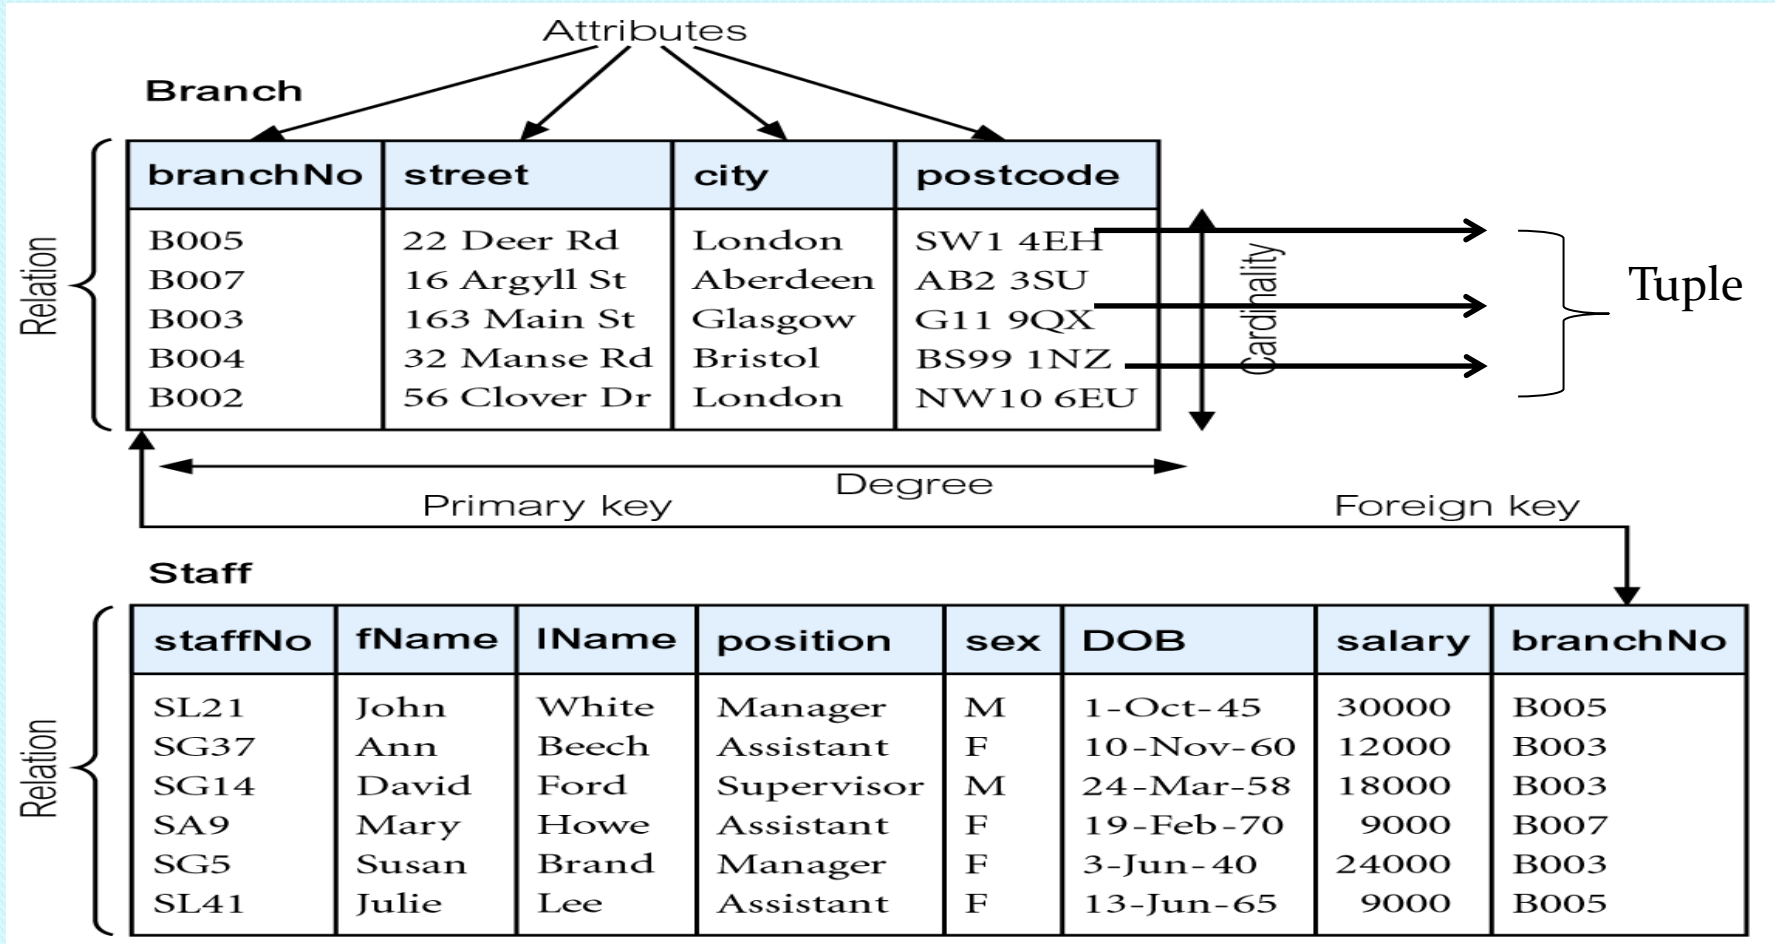 Attributes
Branch
branchNo street city postcode
B005 22 Deer Rd London SW1 4EH
B007 16 Argyll St Aberdeen AB2 3SU
B003 163 Main St Glasgow G11 9QX
B004 32 Manse Rd Bristol BS99 1NZ
B002 56 Clover Dr London NW10 6EU
Relation
Cardinality
Tuple
Degree
Primary key Foreign key
Staff
staffNo fName lName position sex DOB salary branchNo
SL21 John White Manager M 1-Oct-45 30000 B005
SG37 Ann Beech Assistant F 10-Nov-60 12000 B003
SG14 David Ford Supervisor M 24-Mar-58 18000 B003
SA9 Mary Howe Assistant F 19-Feb-70 9000 B007
SG5 Susan Brand Manager F 3-Jun-40 24000 B003
SL41 Julie Lee Assistant F 13-Jun-65 9000 B005
Relation